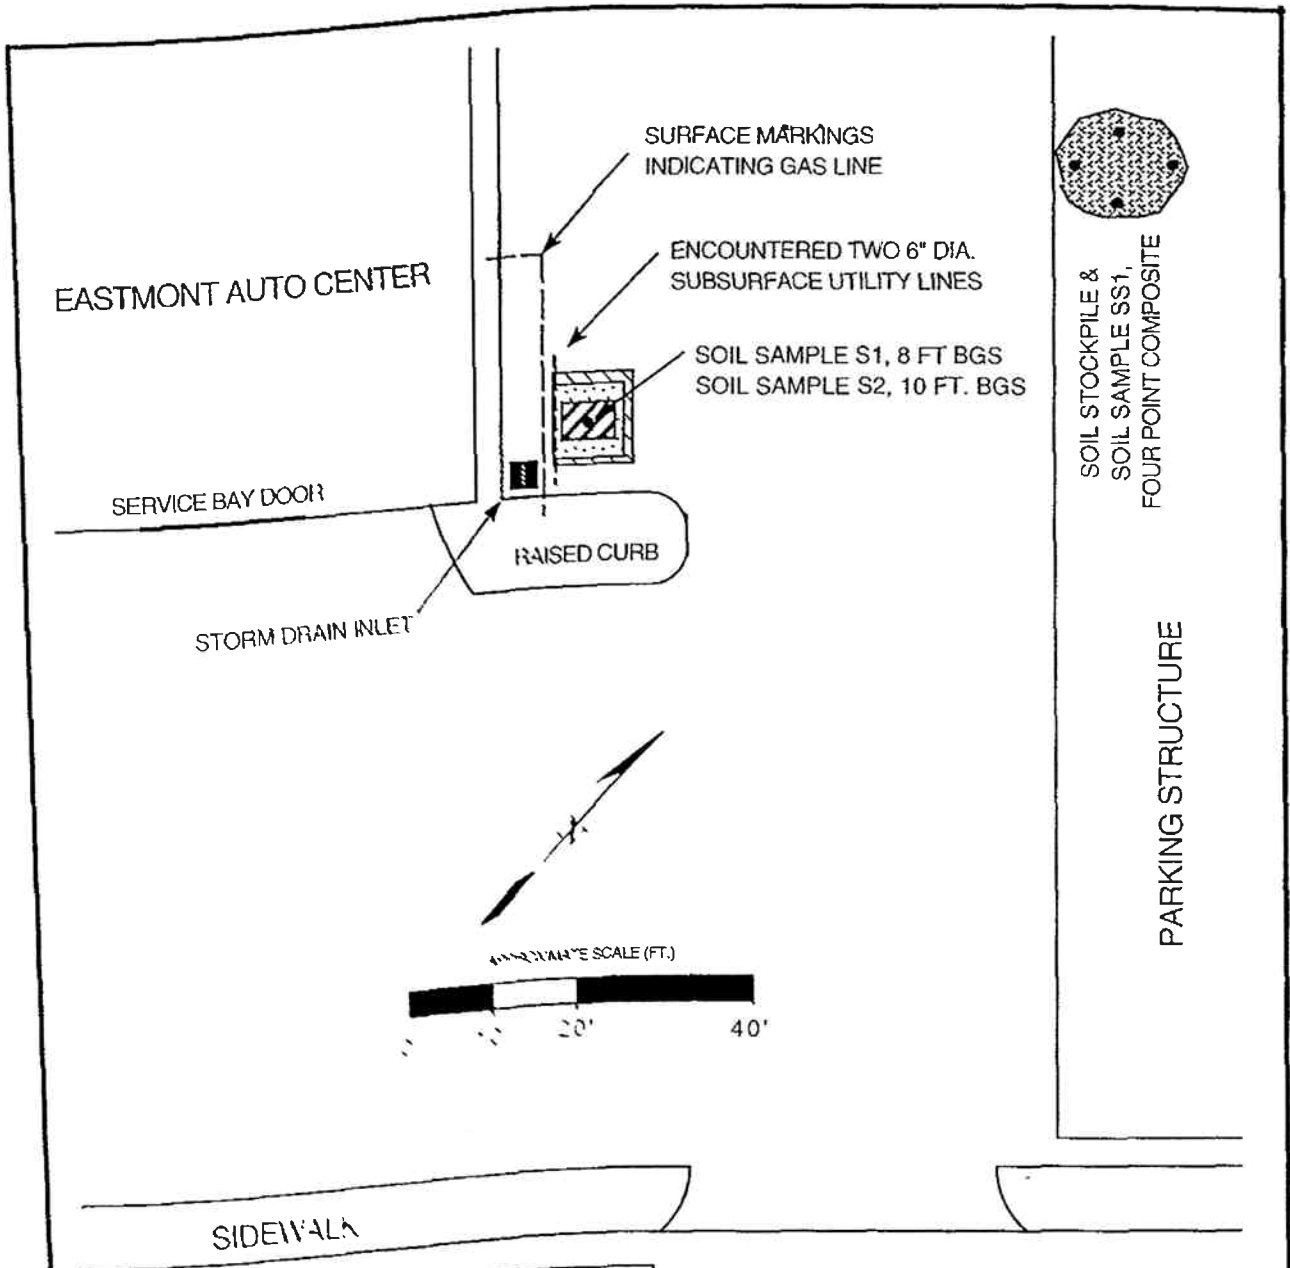 SURFACE MARKINGS
INDICATING GAS LINE
EASTMONT AUTO CENTER
ENCOUNTERED TWO 6" DIA.
SUBSURFACE UTILITY LINES
SOIL SAMPLE S1, 8 FT BGS
SOIL SAMPLE S2, 10 FT. BGS
SOIL STOCKPILE &
SOIL SAMPLE SS1,
FOUR POINT COMPOSITE
SERVICE BAY DOOR
RAISED CURB
STORM DRAIN INLET
PARKING STRUCTURE
SCALE (FT.)
20' 40'
SIDEWALK